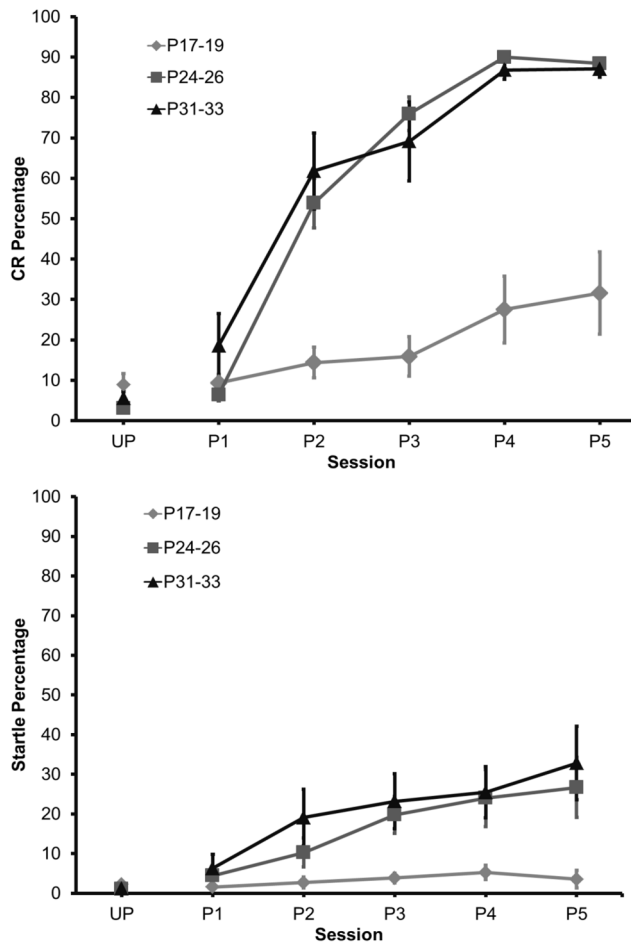 100
90
80
70
60
50
40
30
20
10
0
CR Percentage
P17-19
P24-26
P31-33
UP P1 P2 P3 P4 P5
Session
100
90
80
70
60
50
40
30
20
10
0
Startle Percentage
P17-19
P24-26
P31-33
UP P1 P2 P3 P4 P5
Session